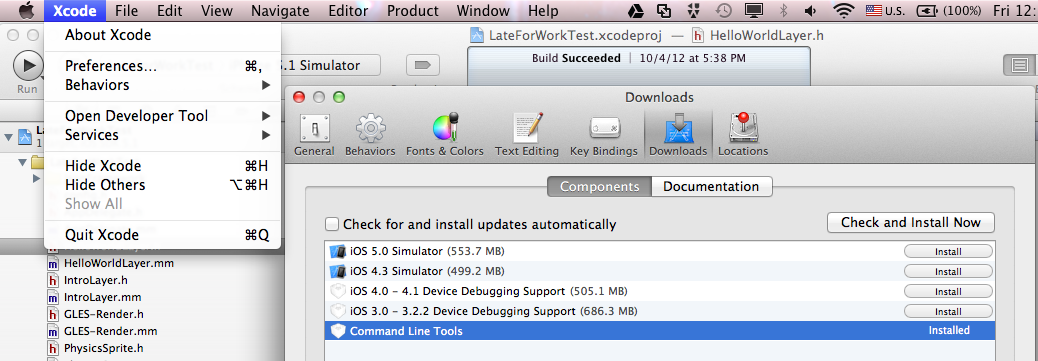 Xcode File Edit View Navigate Editor Product Window Help U.S. (100%) Fri 12:
About Xcode
Preferences... ⌘,
Behaviors
Open Developer Tool
Services
Hide Xcode ⌘H
Hide Others ⌥⌘H
Show All
Quit Xcode ⌘Q
Run
.1 Simulator
LateForWorkTest.xcodeproj — HelloWorldLayer.h
Build Succeeded | 10/4/12 at 5:38 PM
HelloWorldLayer.mm
IntroLayer.h
IntroLayer.mm
GLES-Render.h
GLES-Render.mm
PhysicsSprite.h
Downloads
General Behaviors Fonts & Colors Text Editing Key Bindings Downloads Locations
Components Documentation
Check for and install updates automatically Check and Install Now
iOS 5.0 Simulator (553.7 MB) Install
iOS 4.3 Simulator (499.2 MB) Install
iOS 4.0 – 4.1 Device Debugging Support (505.1 MB) Install
iOS 3.0 – 3.2.2 Device Debugging Support (686.3 MB) Install
Command Line Tools Installed